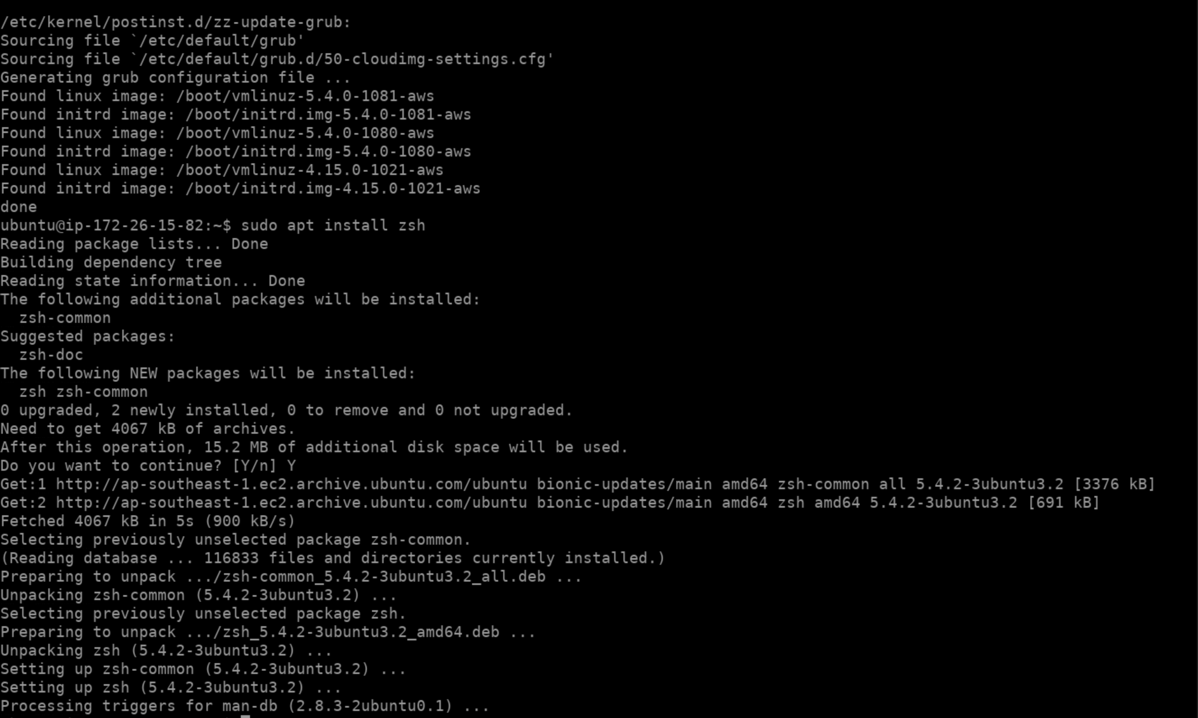 /etc/kernel/postinst.d/zz-update-grub:
Sourcing file `/etc/default/grub'
Sourcing file `/etc/default/grub.d/50-cloudimg-settings.cfg'
Generating grub configuration file ...
Found linux image: /boot/vmlinuz-5.4.0-1081-aws
Found initrd image: /boot/initrd.img-5.4.0-1081-aws
Found linux image: /boot/vmlinuz-5.4.0-1080-aws
Found initrd image: /boot/initrd.img-5.4.0-1080-aws
Found linux image: /boot/vmlinuz-4.15.0-1021-aws
Found initrd image: /boot/initrd.img-4.15.0-1021-aws
done
ubuntu@ip-172-26-15-82:~$ sudo apt install zsh
Reading package lists... Done
Building dependency tree
Reading state information... Done
The following additional packages will be installed:
  zsh-common
Suggested packages:
  zsh-doc
The following NEW packages will be installed:
  zsh zsh-common
0 upgraded, 2 newly installed, 0 to remove and 0 not upgraded.
Need to get 4067 kB of archives.
After this operation, 15.2 MB of additional disk space will be used.
Do you want to continue? [Y/n] Y
Get:1 http://ap-southeast-1.ec2.archive.ubuntu.com/ubuntu bionic-updates/main amd64 zsh-common all 5.4.2-3ubuntu3.2 [3376 kB]
Get:2 http://ap-southeast-1.ec2.archive.ubuntu.com/ubuntu bionic-updates/main amd64 zsh amd64 5.4.2-3ubuntu3.2 [691 kB]
Fetched 4067 kB in 5s (900 kB/s)
Selecting previously unselected package zsh-common.
(Reading database ... 116833 files and directories currently installed.)
Preparing to unpack .../zsh-common_5.4.2-3ubuntu3.2_all.deb ...
Unpacking zsh-common (5.4.2-3ubuntu3.2) ...
Selecting previously unselected package zsh.
Preparing to unpack .../zsh_5.4.2-3ubuntu3.2_amd64.deb ...
Unpacking zsh (5.4.2-3ubuntu3.2) ...
Setting up zsh-common (5.4.2-3ubuntu3.2) ...
Setting up zsh (5.4.2-3ubuntu3.2) ...
Processing triggers for man-db (2.8.3-2ubuntu0.1) ...